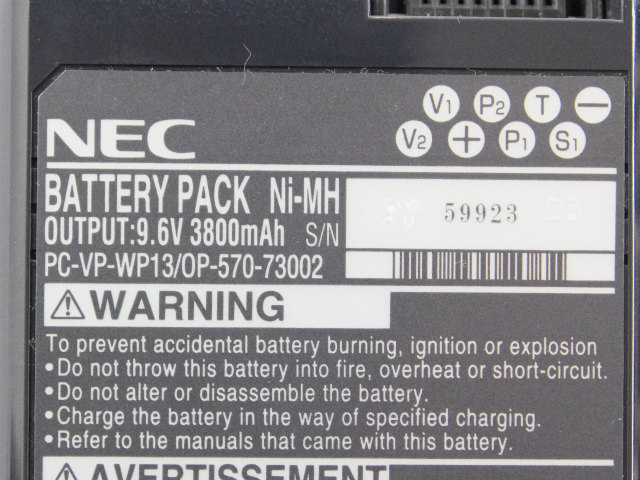 V1 P2 T −
V2 + P1 S1
NEC
BATTERY PACK Ni-MH
OUTPUT:9.6V 3800mAh S/N
59923
PC-VP-WP13/OP-570-73002
⚠WARNING
To prevent accidental battery burning, ignition or explosion
•Do not throw this battery into fire, overheat or short-circuit.
•Do not alter or disassemble the battery.
•Charge the battery in the way of specified charging.
•Refer to the manuals that came with this battery.
⚠AVERTISSEMENT